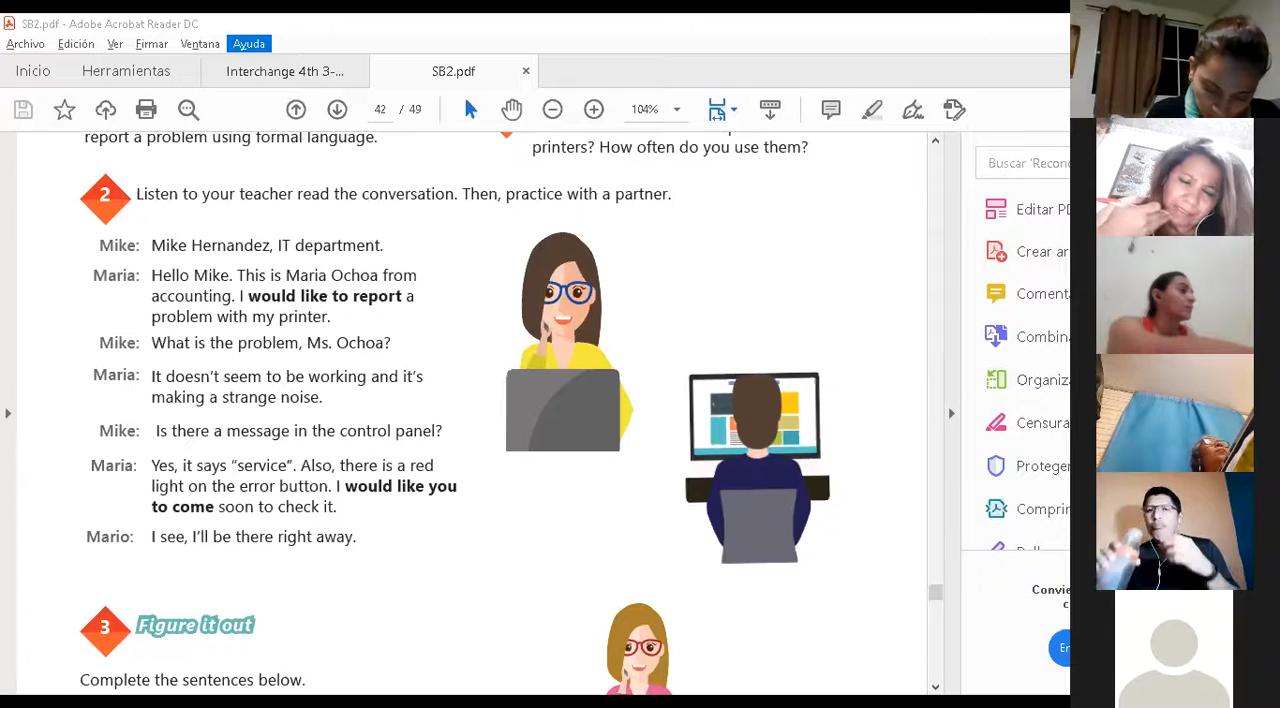 SB2.pdf - Adobe Acrobat Reader DC
Archivo Edición Ver Firmar Ventana Ayuda
Inicio Herramientas Interchange 4th 3-... SB2.pdf ×
42 / 49 104%
report a problem using formal language.
printers? How often do you use them?
2 Listen to your teacher read the conversation. Then, practice with a partner.
Mike: Mike Hernandez, IT department.
Maria: Hello Mike. This is Maria Ochoa from
accounting. I would like to report a
problem with my printer.
Mike: What is the problem, Ms. Ochoa?
Maria: It doesn't seem to be working and it's
making a strange noise.
Mike: Is there a message in the control panel?
Maria: Yes, it says “service”. Also, there is a red
light on the error button. I would like you
to come soon to check it.
Mario: I see, I'll be there right away.
3 Figure it out
Complete the sentences below.
Buscar 'Recon
Editar PD
Crear ar
Coment
Combin
Organiz
Censura
Proteger
Comprim
Convie